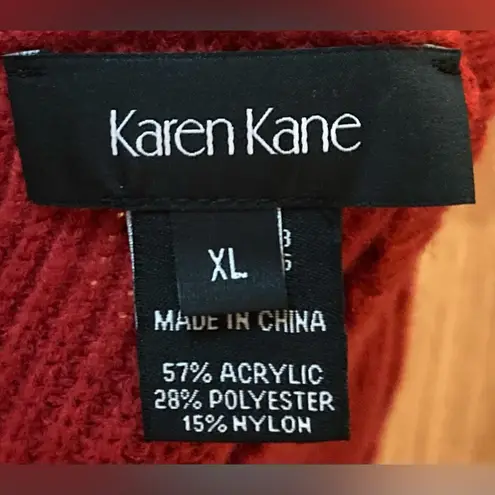 Karen Kane
XL
MADE IN CHINA
57% ACRYLIC
28% POLYESTER
15% NYLON